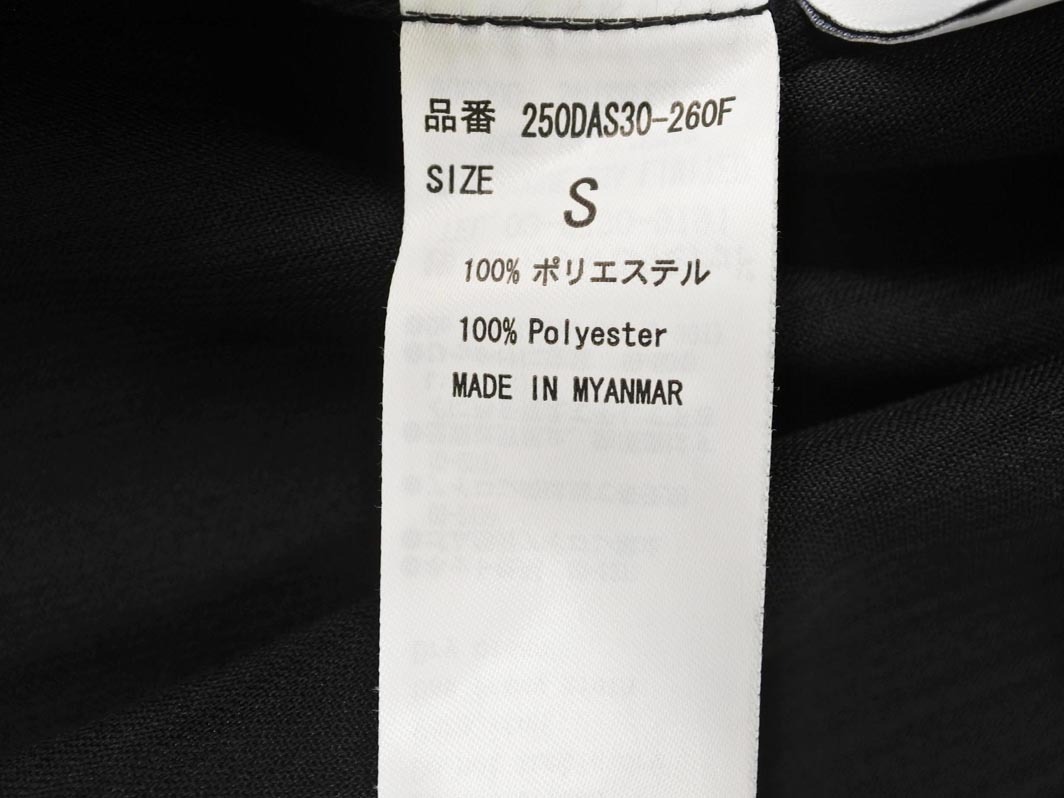 品番 250DAS30-260F
SIZE S
100% ポリエステル
100% Polyester
MADE IN MYANMAR